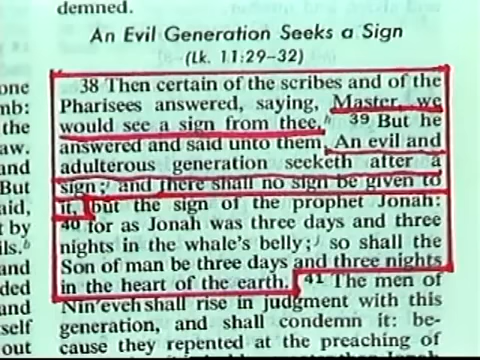 demned.
An Evil Generation Seeks a Sign
(Lk. 11:29–32)
38 Then certain of the scribes and of the
Pharisees answered, saying, Master, we
would see a sign from thee.h 39 But he
answered and said unto them, An evil and
adulterous generation seeketh after a
sign;i and there shall no sign be given to
it, but the sign of the prophet Jonah:
40 for as Jonah was three days and three
nights in the whale's belly;j so shall the
Son of man be three days and three nights
in the heart of the earth. 41 The men of
Nin'eveh shall rise in judgment with this
generation, and shall condemn it: be-
cause they repented at the preaching of
one
mb:
the
aw.
and
But
aid,
t by
ils.b
and
ded
and
self
out